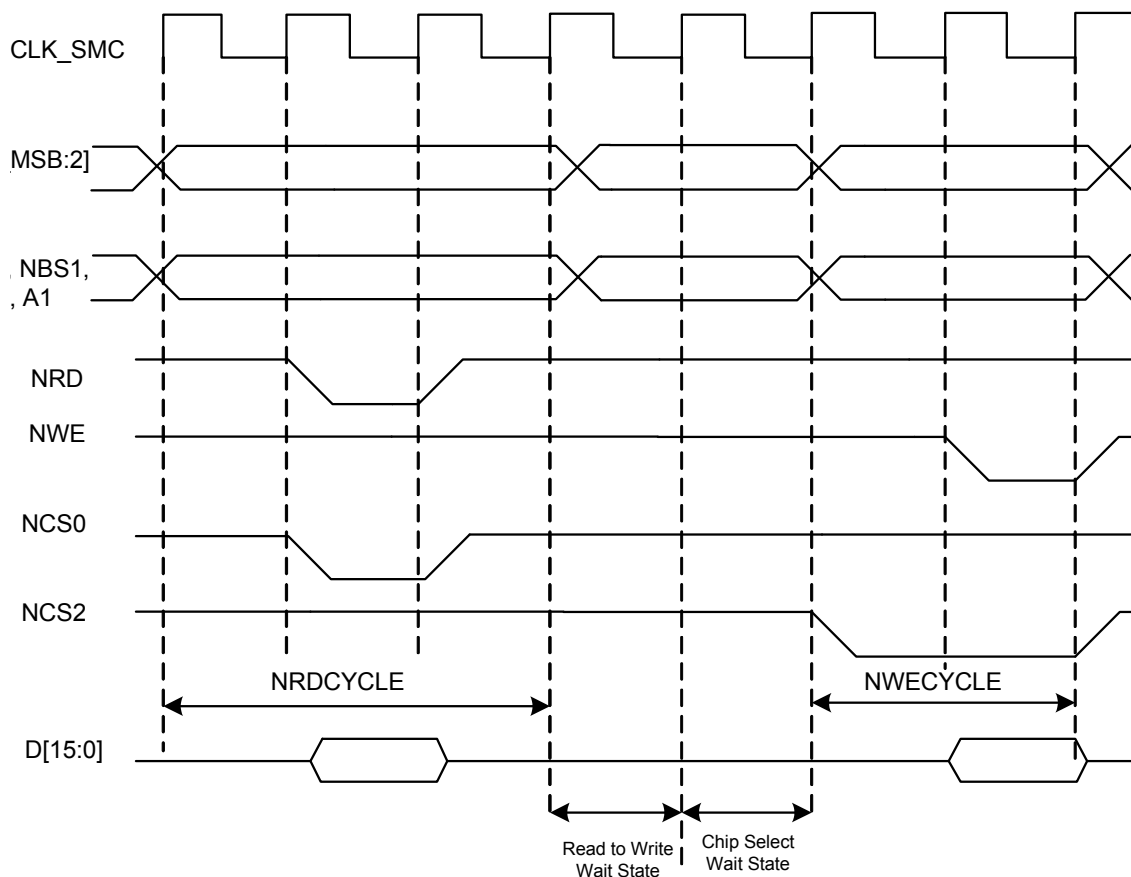 CLK_SMC
MSB:2]
, NBS1,
, A1
NRD
NWE
NCS0
NCS2
NRDCYCLE
NWECYCLE
D[15:0]
Read to Write
Wait State
Chip Select
Wait State